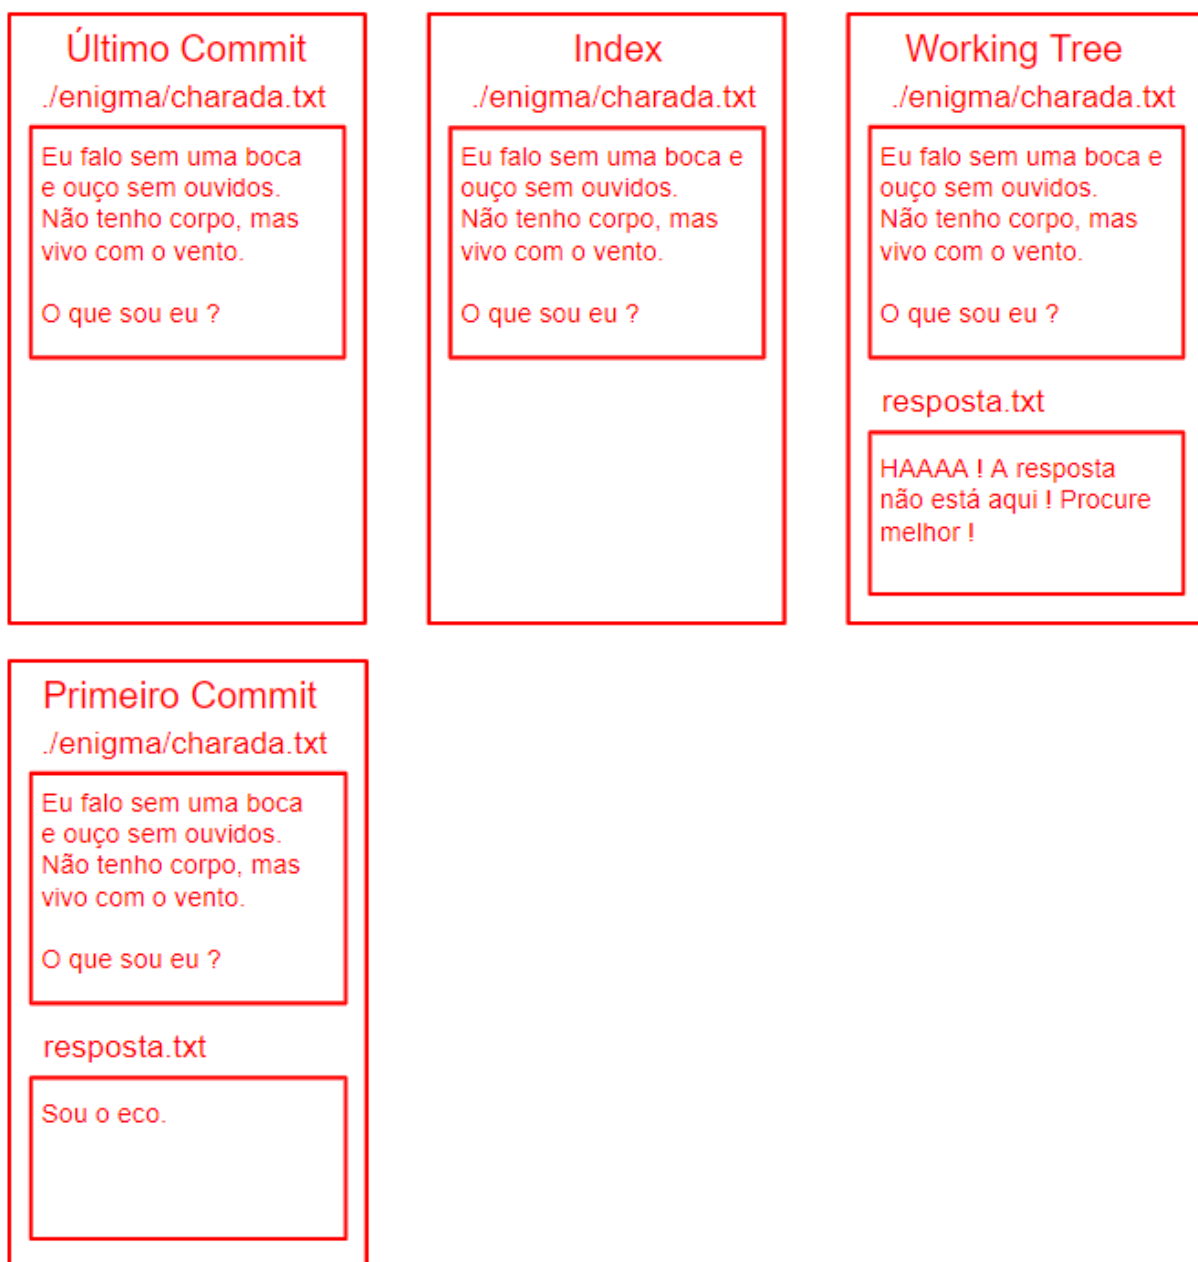 Último Commit
./enigma/charada.txt
Eu falo sem uma boca
e ouço sem ouvidos.
Não tenho corpo, mas
vivo com o vento.
O que sou eu ?
Index
./enigma/charada.txt
Eu falo sem uma boca e
ouço sem ouvidos.
Não tenho corpo, mas
vivo com o vento.
O que sou eu ?
Working Tree
./enigma/charada.txt
Eu falo sem uma boca e
ouço sem ouvidos.
Não tenho corpo, mas
vivo com o vento.
O que sou eu ?
resposta.txt
HAAAA ! A resposta
não está aqui ! Procure
melhor !
Primeiro Commit
./enigma/charada.txt
Eu falo sem uma boca
e ouço sem ouvidos.
Não tenho corpo, mas
vivo com o vento.
O que sou eu ?
resposta.txt
Sou o eco.